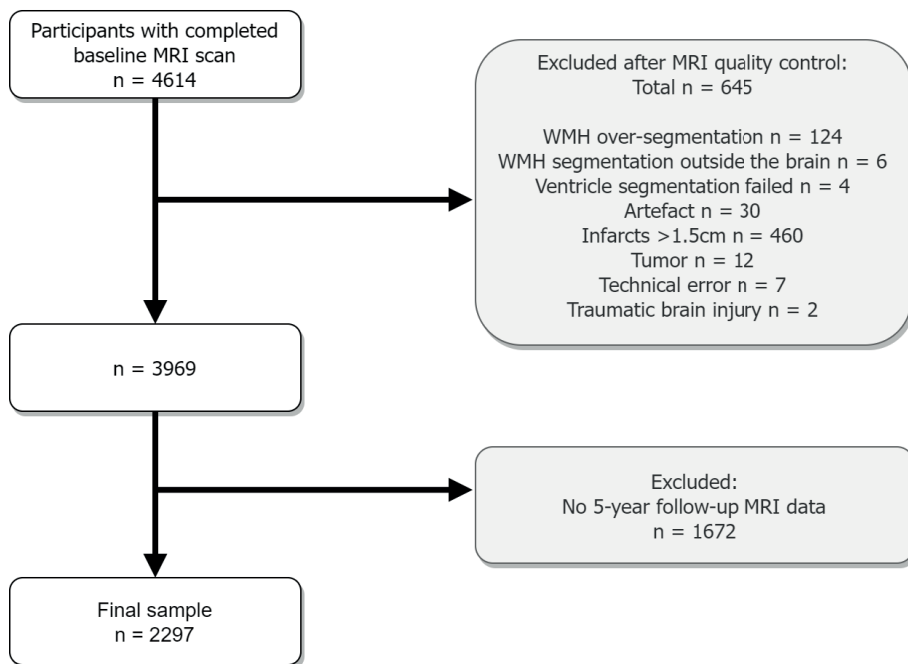 Participants with completed
baseline MRI scan
n = 4614
Excluded after MRI quality control:
Total n = 645
WMH over-segmentation n = 124
WMH segmentation outside the brain n = 6
Ventricle segmentation failed n = 4
Artefact n = 30
Infarcts >1.5cm n = 460
Tumor n = 12
Technical error n = 7
Traumatic brain injury n = 2
n = 3969
Excluded:
No 5-year follow-up MRI data
n = 1672
Final sample
n = 2297